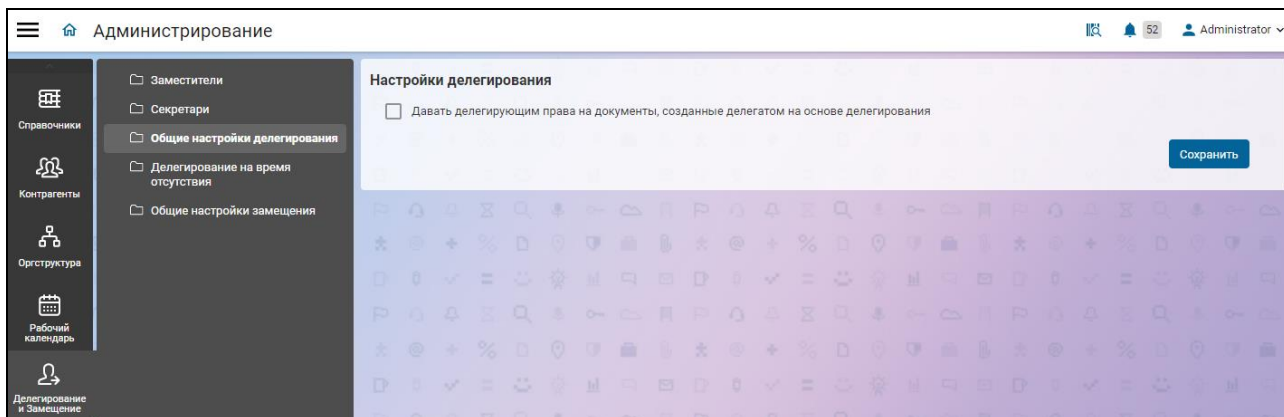 Администрирование
52
Administrator
Справочники
Контрагенты
Оргструктура
Рабочий
календарь
Делегирование
и Замещение
Заместители
Секретари
Общие настройки делегирования
Делегирование на время
отсутствия
Общие настройки замещения
Настройки делегирования
Давать делегирующим права на документы, созданные делегатом на основе делегирования
Сохранить